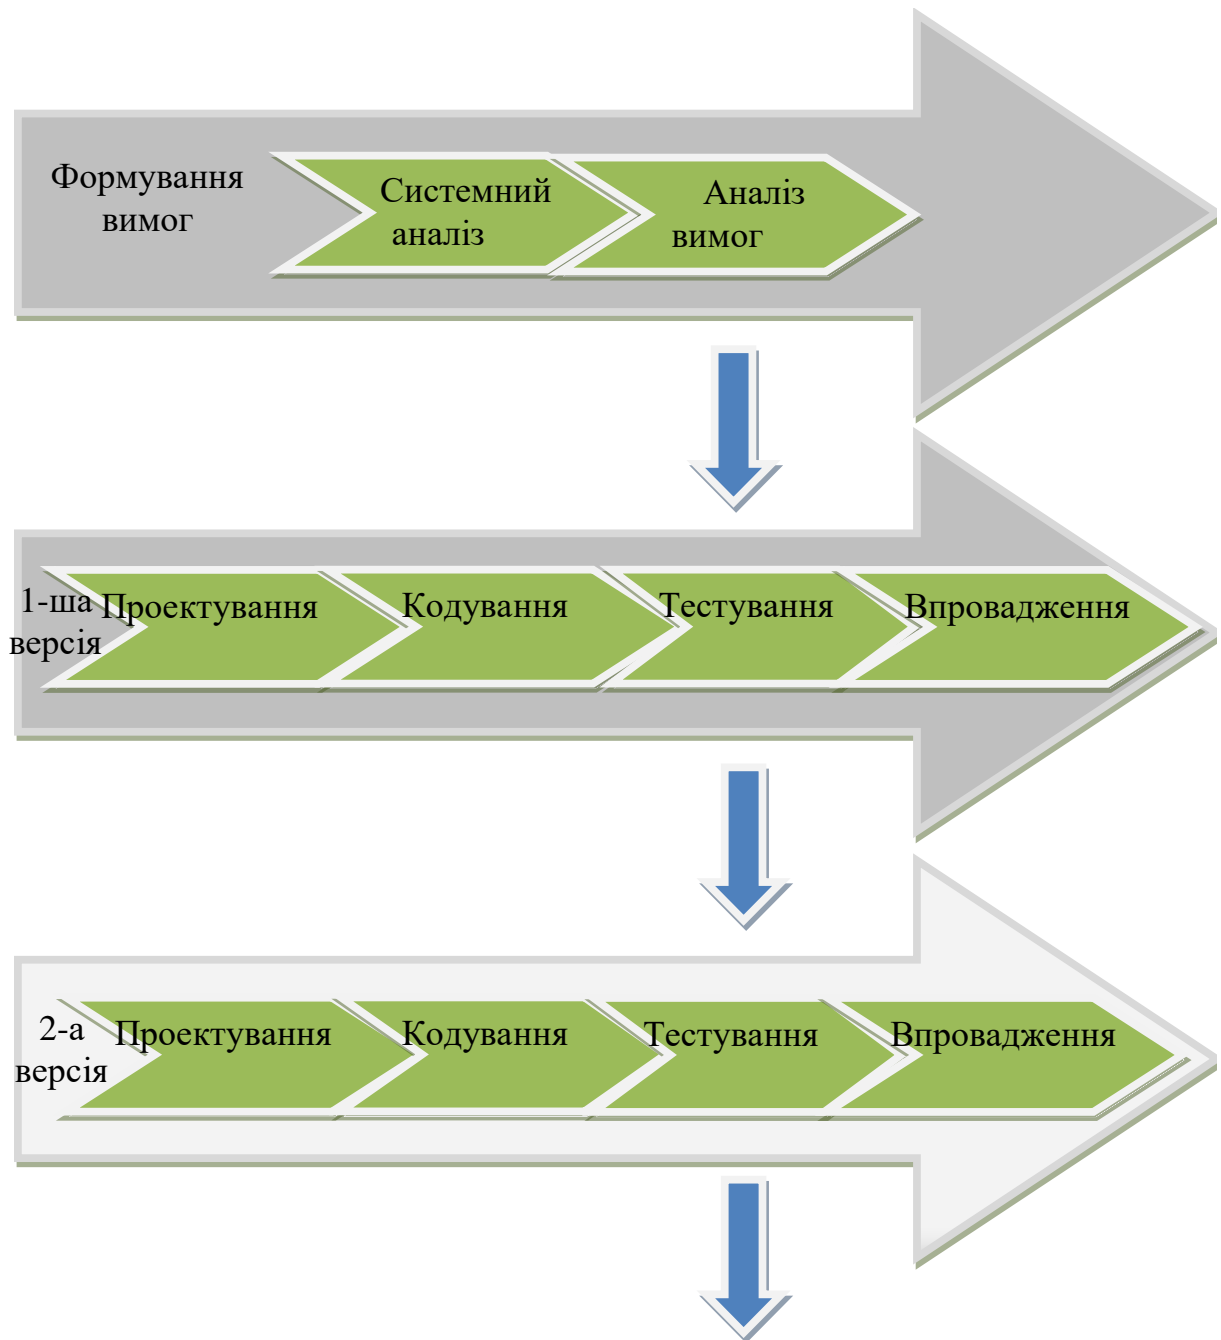 Формування
вимог
Системний
аналіз
Аналіз
вимог
1-ша
версія
Проектування
Кодування
Тестування
Впровадження
2-а
версія
Проектування
Кодування
Тестування
Впровадження